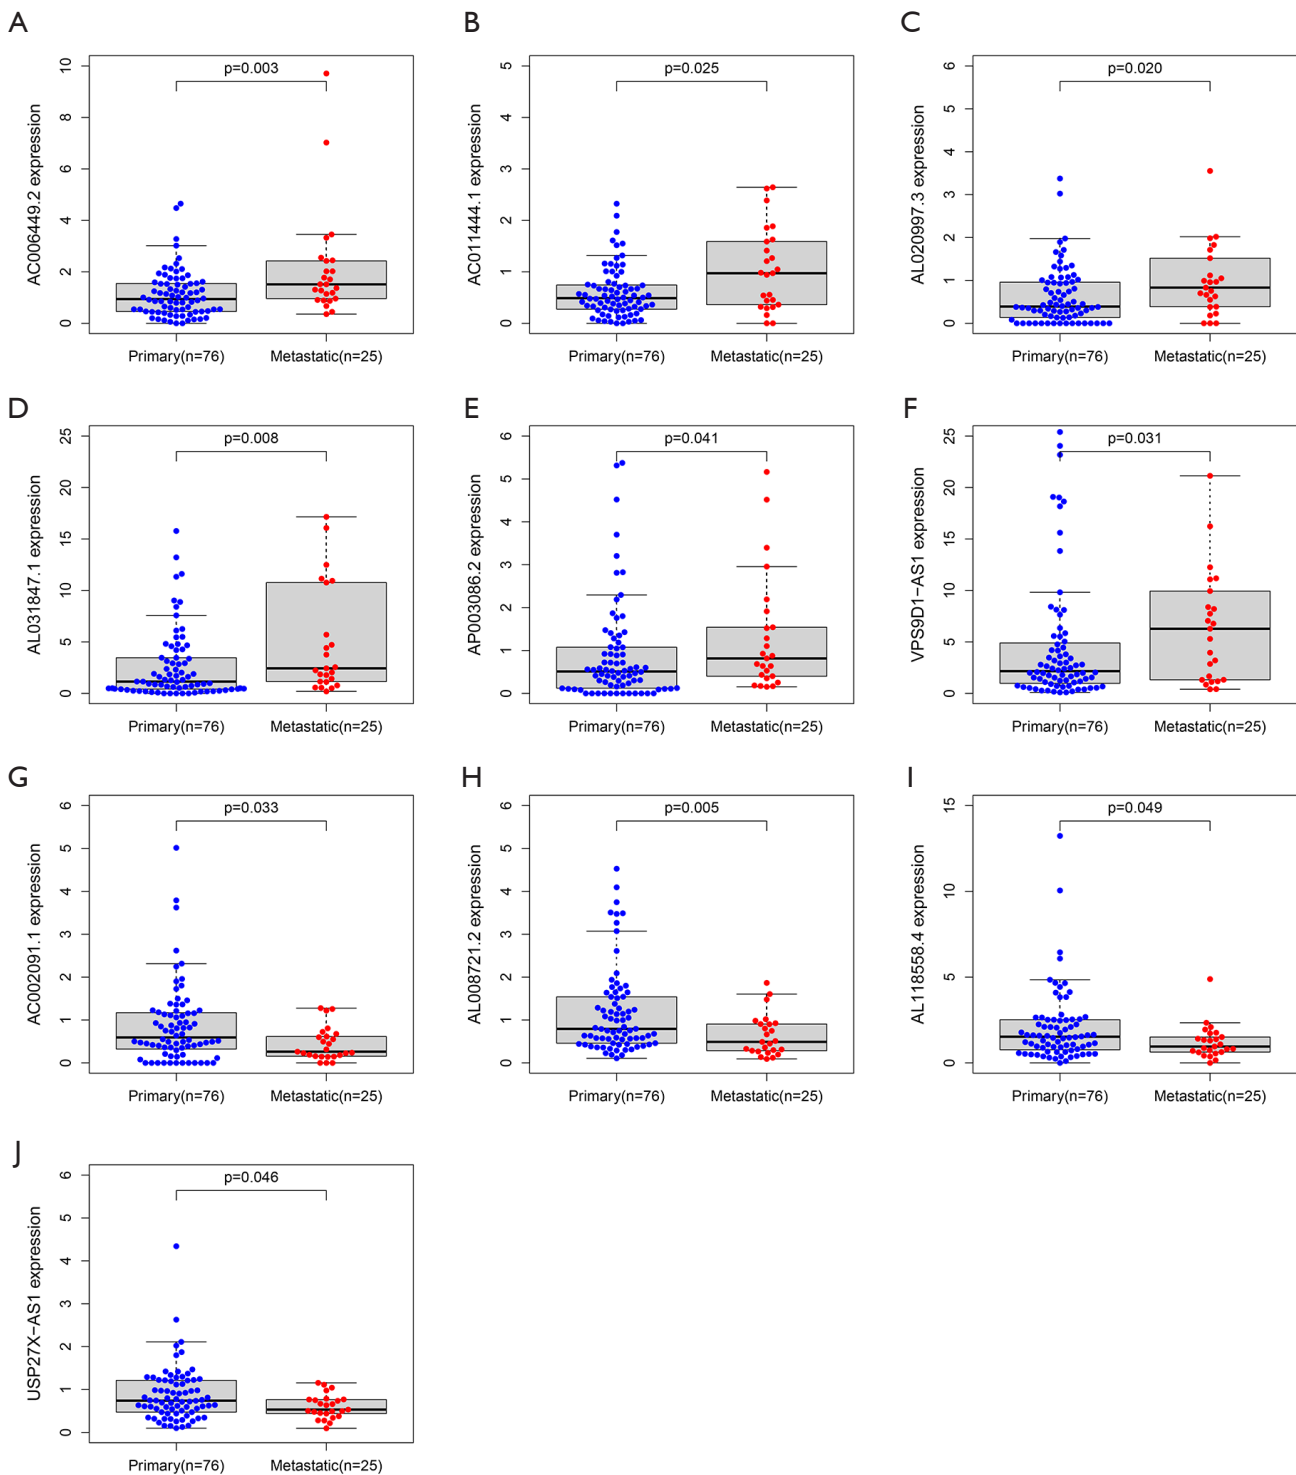 A
B
C
p=0.003
p=0.025
p=0.020
AC006449.2 expression
0 2 4 6 8 10
AC011444.1 expression
0 1 2 3 4 5
AL020997.3 expression
0 1 2 3 4 5 6
Primary(n=76) Metastatic(n=25)
Primary(n=76) Metastatic(n=25)
Primary(n=76) Metastatic(n=25)
D
E
F
p=0.008
p=0.041
p=0.031
AL031847.1 expression
0 5 10 15 20 25
AP003086.2 expression
0 1 2 3 4 5 6
VPS9D1−AS1 expression
0 5 10 15 20 25
Primary(n=76) Metastatic(n=25)
Primary(n=76) Metastatic(n=25)
Primary(n=76) Metastatic(n=25)
G
H
I
p=0.033
p=0.005
p=0.049
AC002091.1 expression
0 1 2 3 4 5 6
AL008721.2 expression
0 1 2 3 4 5 6
AL118558.4 expression
0 5 10 15
Primary(n=76) Metastatic(n=25)
Primary(n=76) Metastatic(n=25)
Primary(n=76) Metastatic(n=25)
J
p=0.046
USP27X−AS1 expression
0 1 2 3 4 5 6
Primary(n=76) Metastatic(n=25)